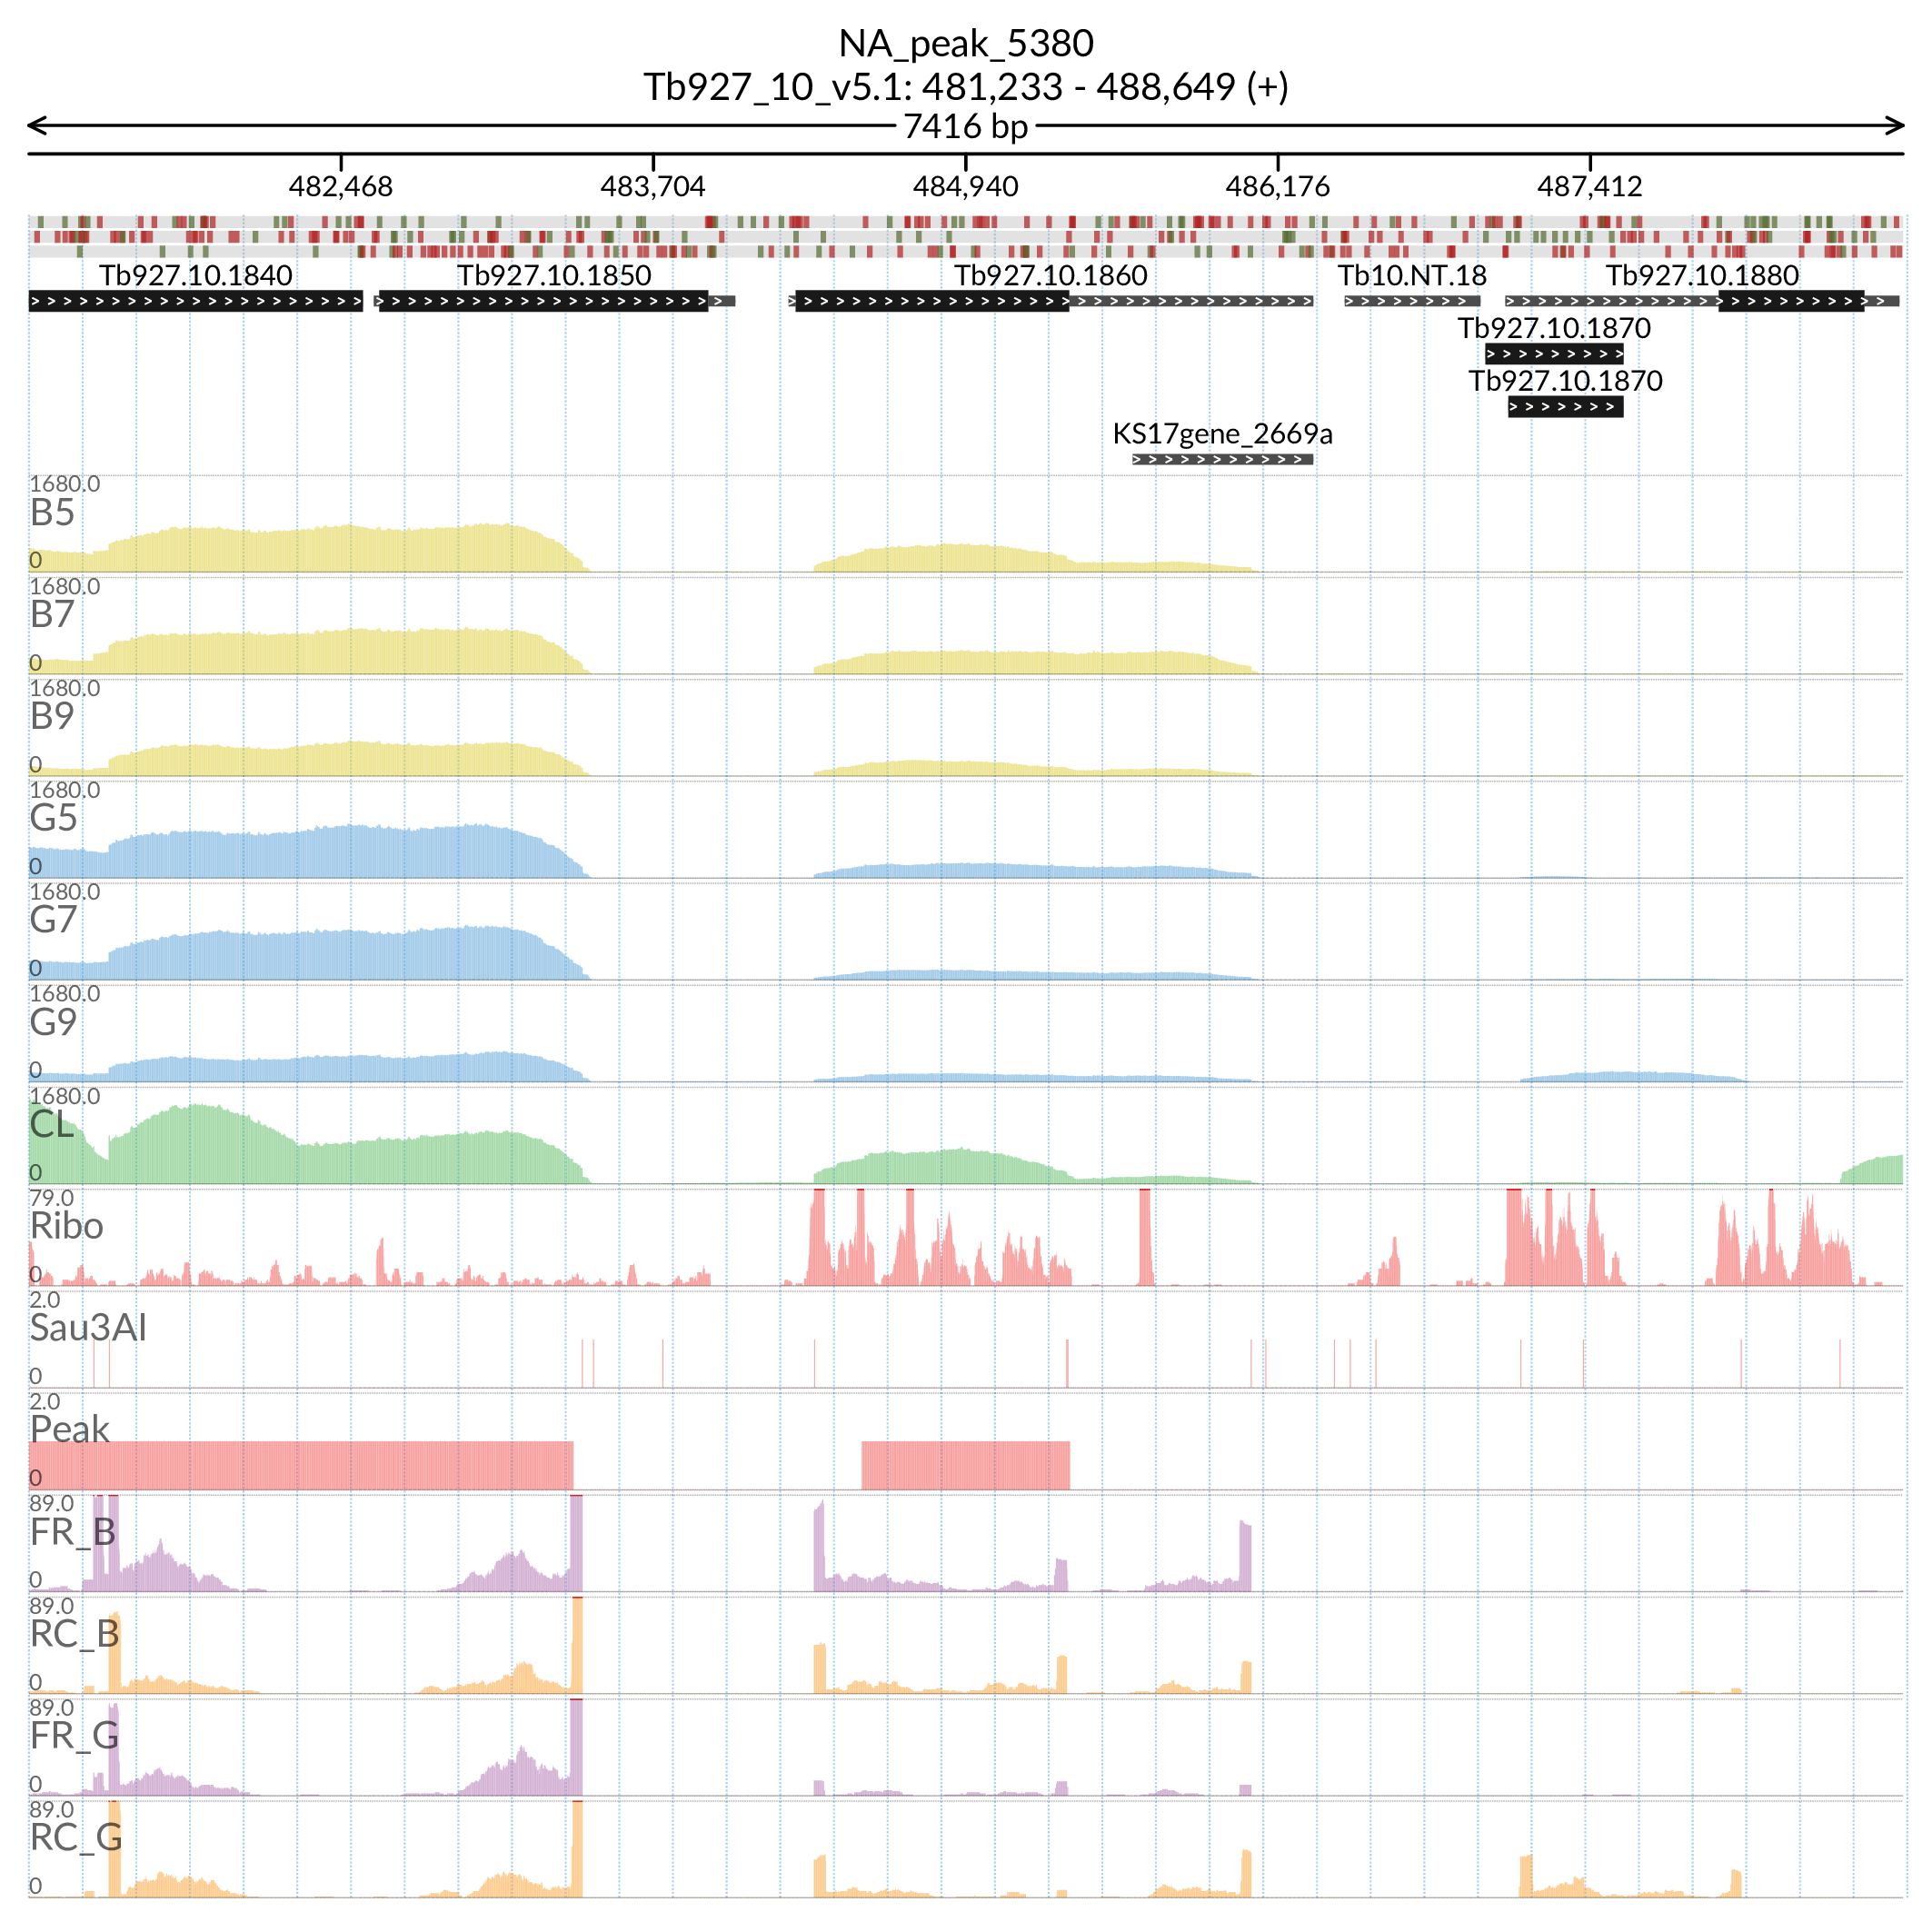 NA_peak_5380
Tb927_10_v5.1: 481,233 - 488,649 (+)
7416 bp
482,468 483,704 484,940 486,176 487,412
Tb927.10.1840 Tb927.10.1850 Tb927.10.1860 Tb10.NT.18 Tb927.10.1880
Tb927.10.1870
Tb927.10.1870
KS17gene_2669a
1680.0
B5
0
1680.0
B7
0
1680.0
B9
0
1680.0
G5
0
1680.0
G7
0
1680.0
G9
0
1680.0
CL
0
79.0
Ribo
0
2.0
Sau3AI
0
2.0
Peak
0
89.0
FR_B
0
89.0
RC_B
0
89.0
FR_G
0
89.0
RC_G
0